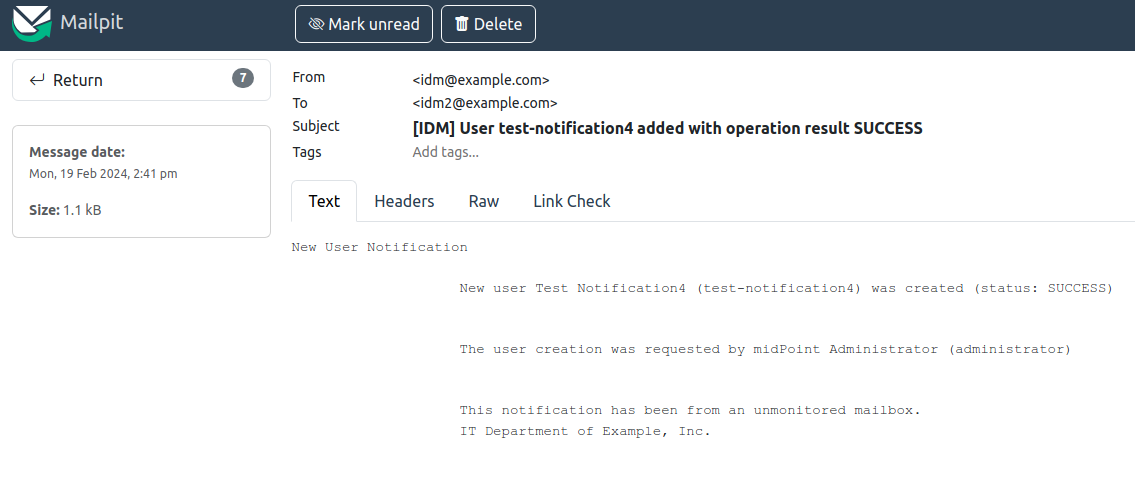 Mailpit
Mark unread
Delete
Return 7
Message date:
Mon, 19 Feb 2024, 2:41 pm
Size: 1.1 kB
From <idm@example.com>
To <idm2@example.com>
Subject [IDM] User test-notification4 added with operation result SUCCESS
Tags Add tags...
Text Headers Raw Link Check
New User Notification
New user Test Notification4 (test-notification4) was created (status: SUCCESS)
The user creation was requested by midPoint Administrator (administrator)
This notification has been from an unmonitored mailbox.
IT Department of Example, Inc.